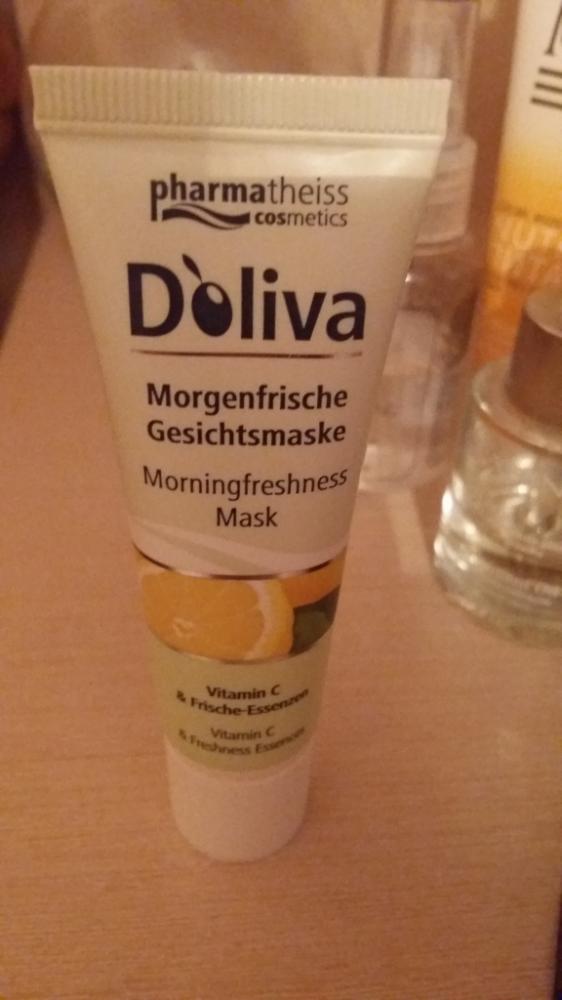 pharmatheiss
cosmetics
D'oliva
Morgenfrische
Gesichtsmaske
Morningfreshness
Mask
Vitamin C
& Frische-Essenzen
Vitamin C
& Freshness Essences